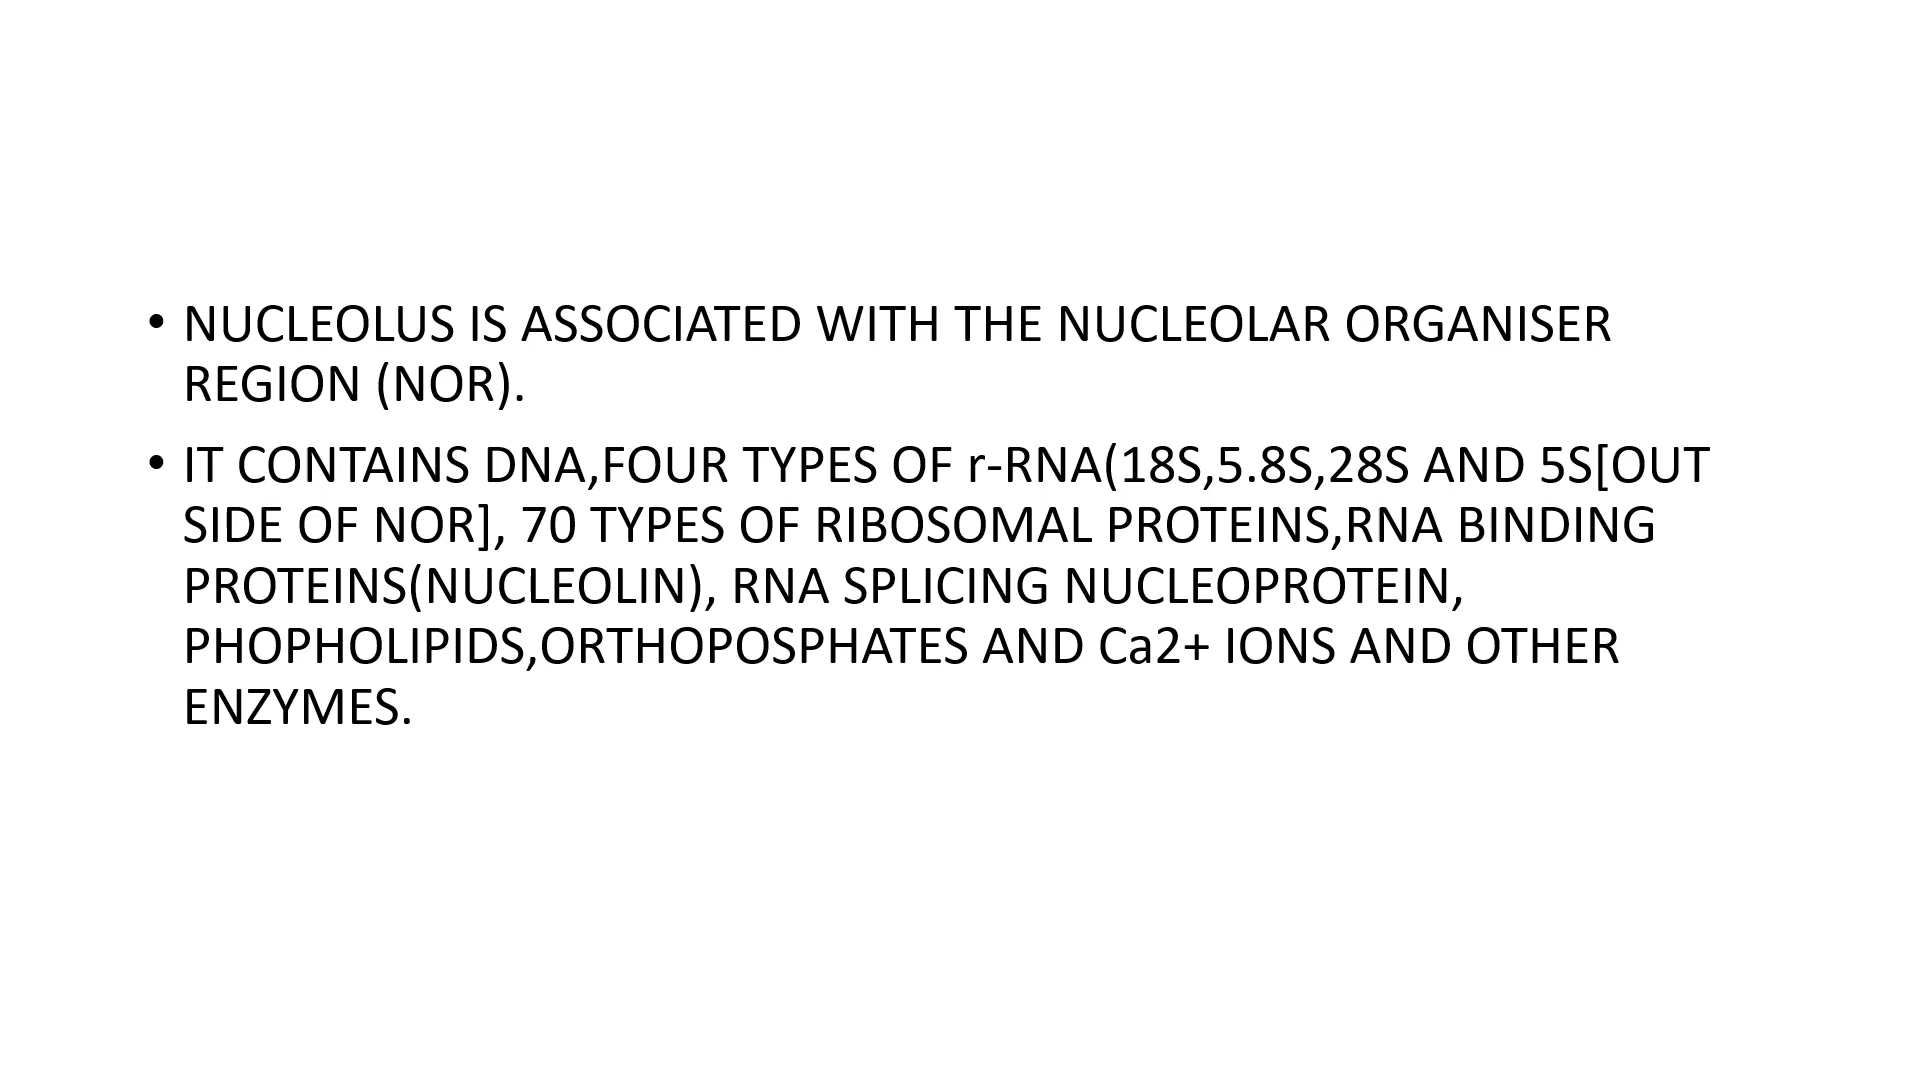 • NUCLEOLUS IS ASSOCIATED WITH THE NUCLEOLAR ORGANISER
REGION (NOR).
• IT CONTAINS DNA,FOUR TYPES OF r-RNA(18S,5.8S,28S AND 5S[OUT
SIDE OF NOR], 70 TYPES OF RIBOSOMAL PROTEINS,RNA BINDING
PROTEINS(NUCLEOLIN), RNA SPLICING NUCLEOPROTEIN,
PHOPHOLIPIDS,ORTHOPOSPHATES AND Ca2+ IONS AND OTHER
ENZYMES.